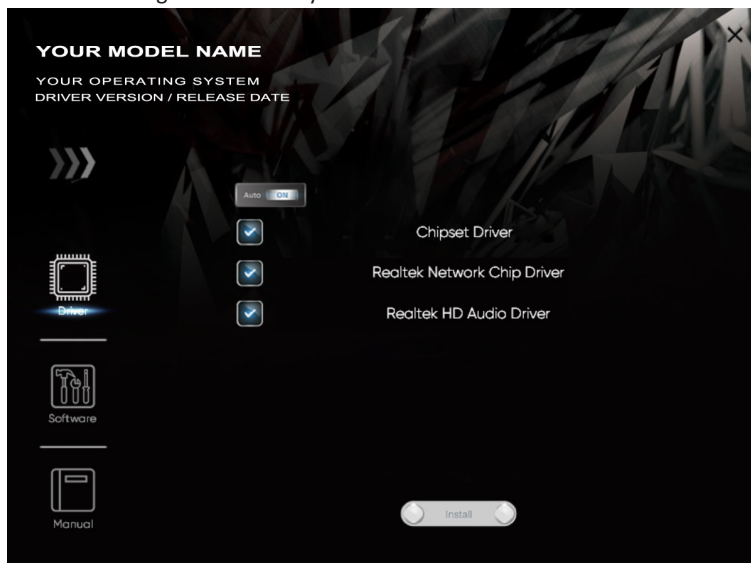 YOUR MODEL NAME
YOUR OPERATING SYSTEM
DRIVER VERSION / RELEASE DATE
Auto ON
Chipset Driver
Realtek Network Chip Driver
Realtek HD Audio Driver
Driver
Software
Manual
Install